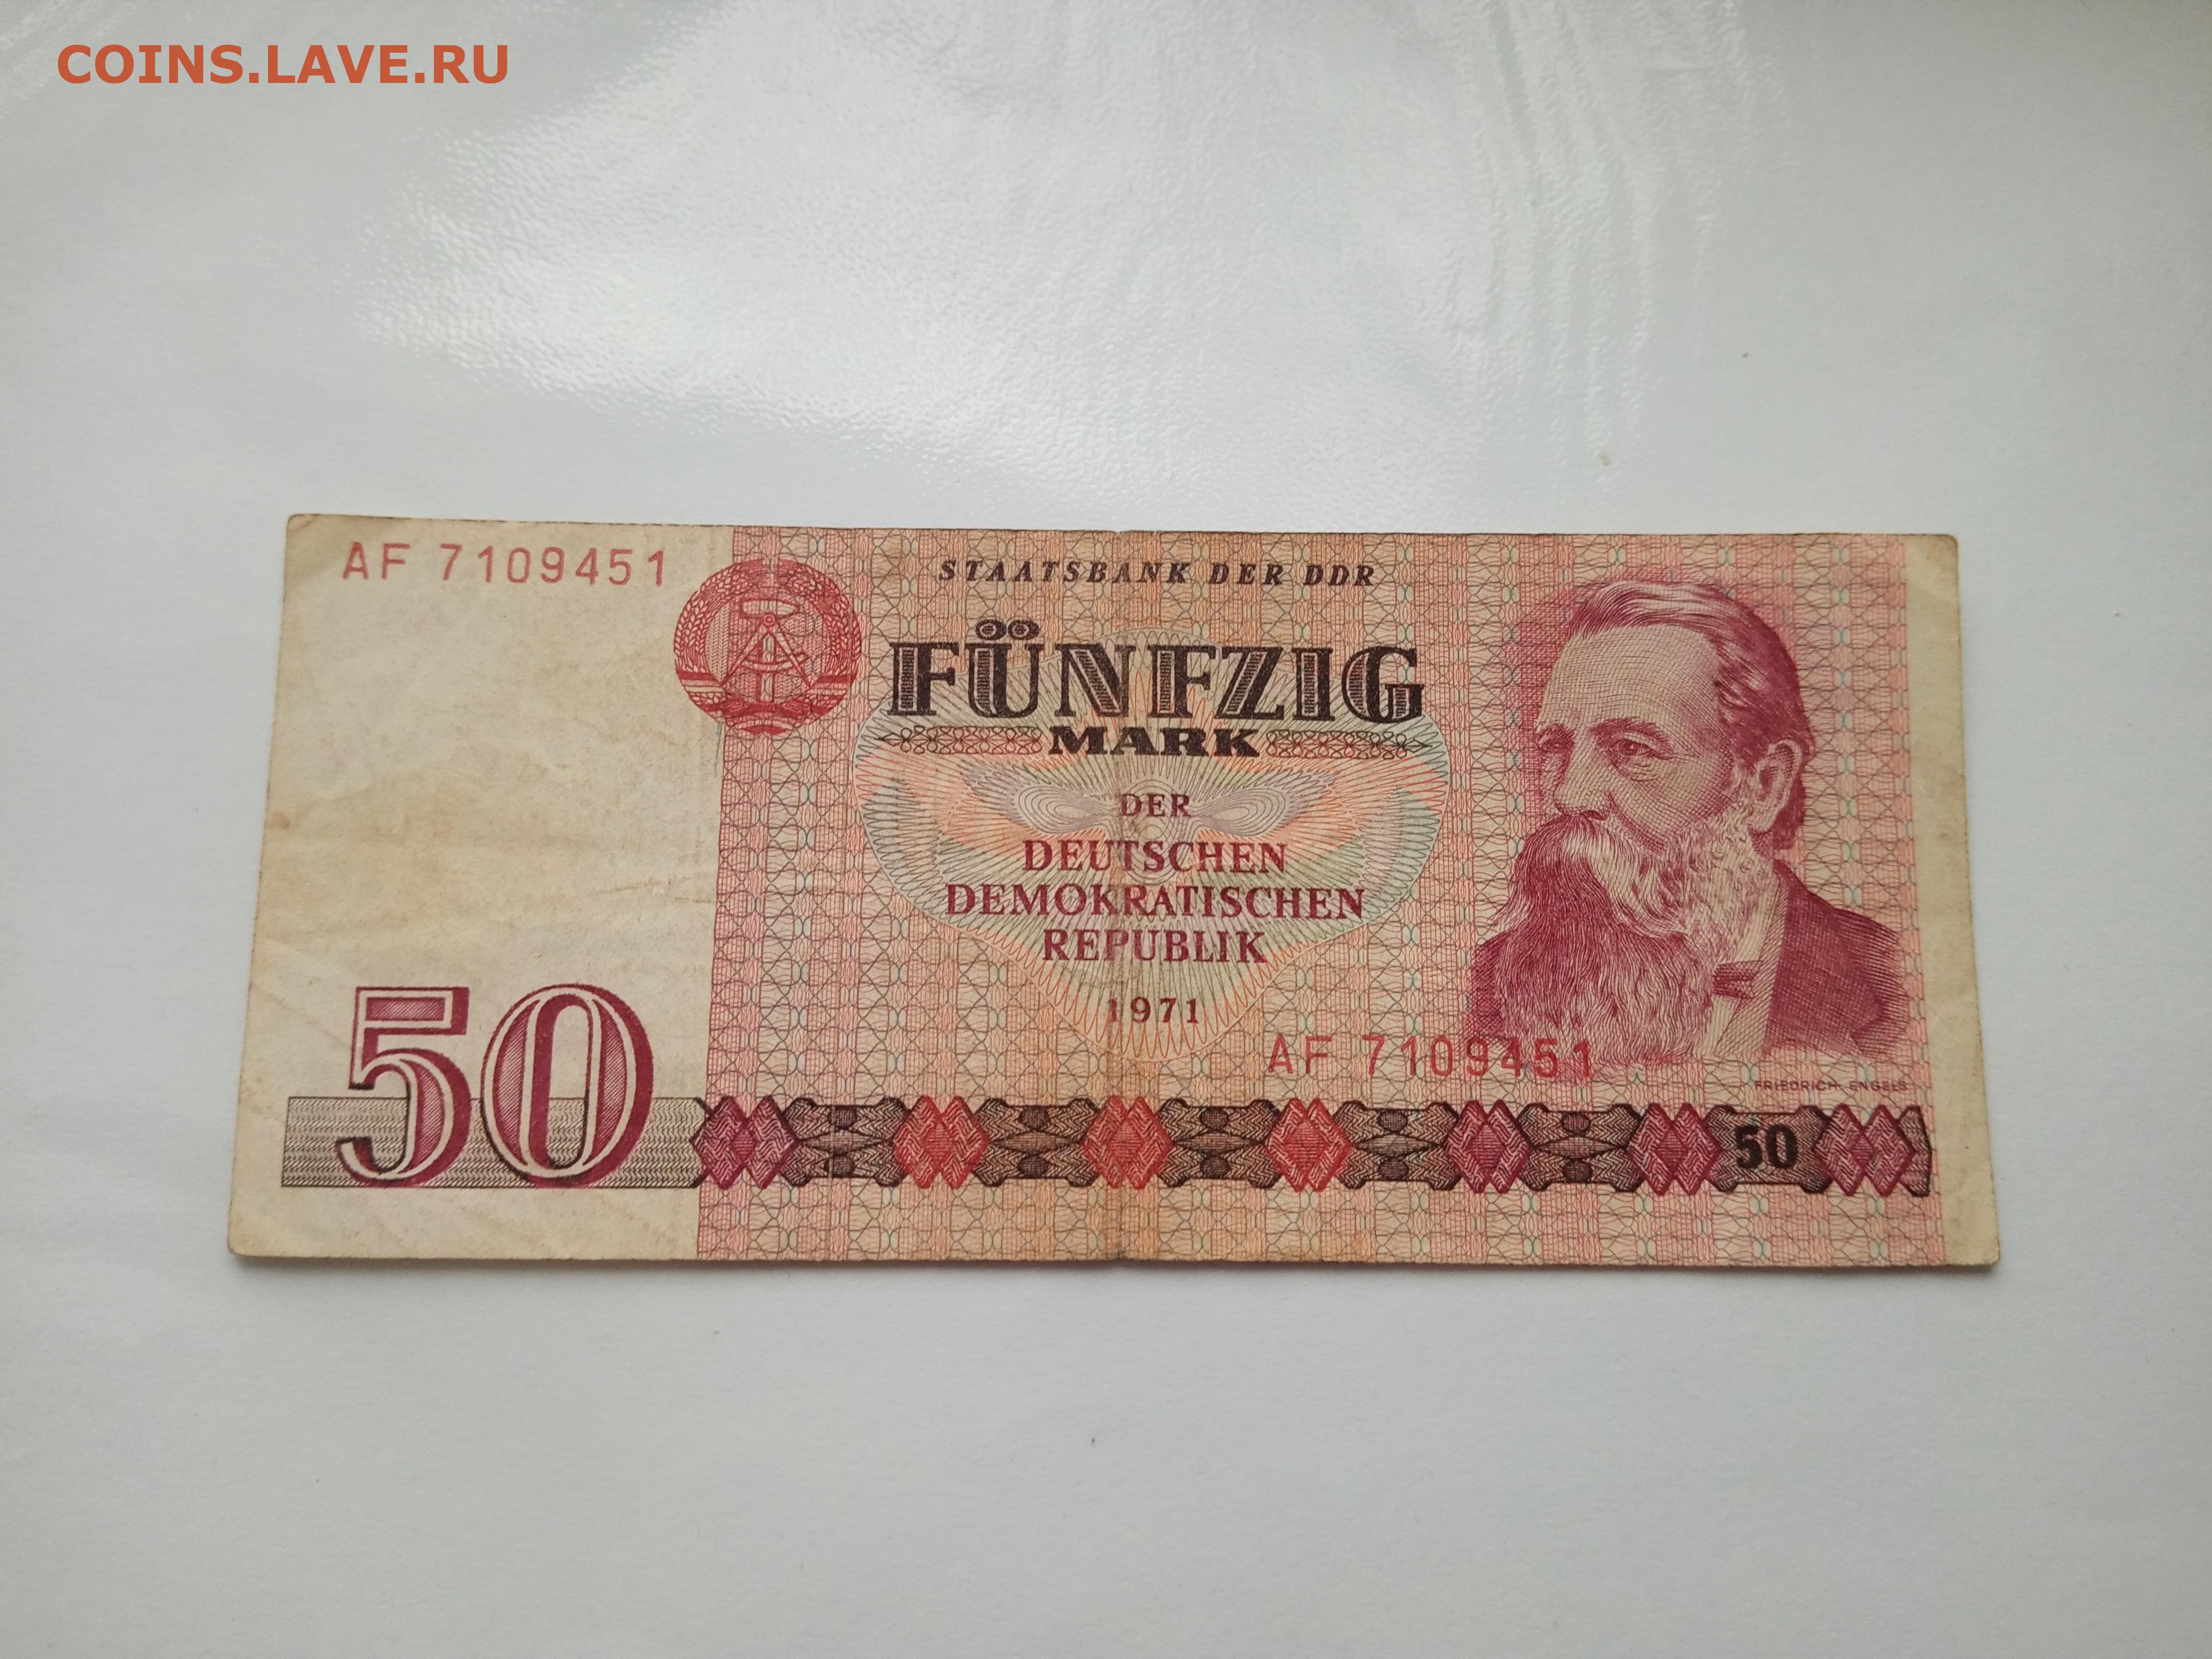 COINS.LAVE.RU
AF 7109451
STAATSBANK DER DDR
FÜNFZIG
MARK
DER
DEUTSCHEN
DEMOKRATISCHEN
REPUBLIK
1971
AF 7109451
FRIEDRICH ENGELS
50
50